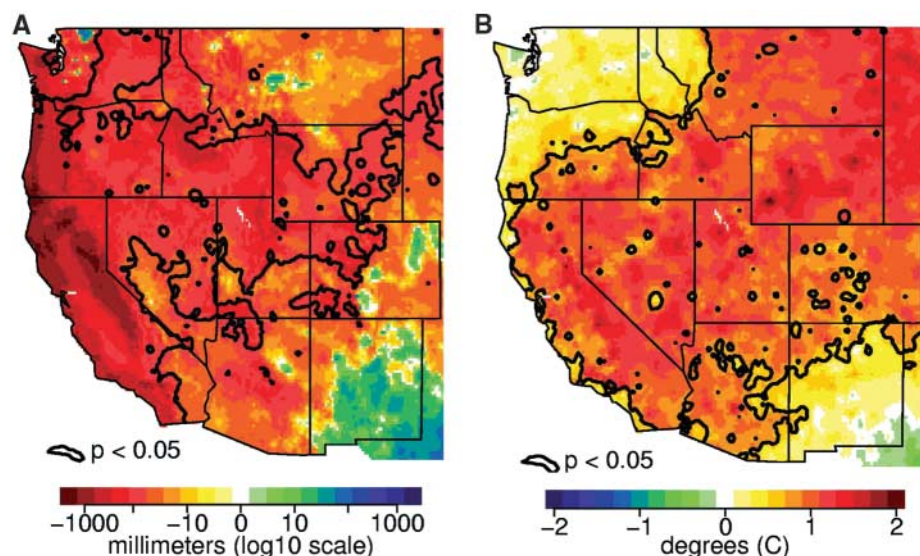 A
B
p < 0.05
p < 0.05
-1000 -10 0 10 1000
millimeters (log10 scale)
-2 -1 0 1 2
degrees (C)